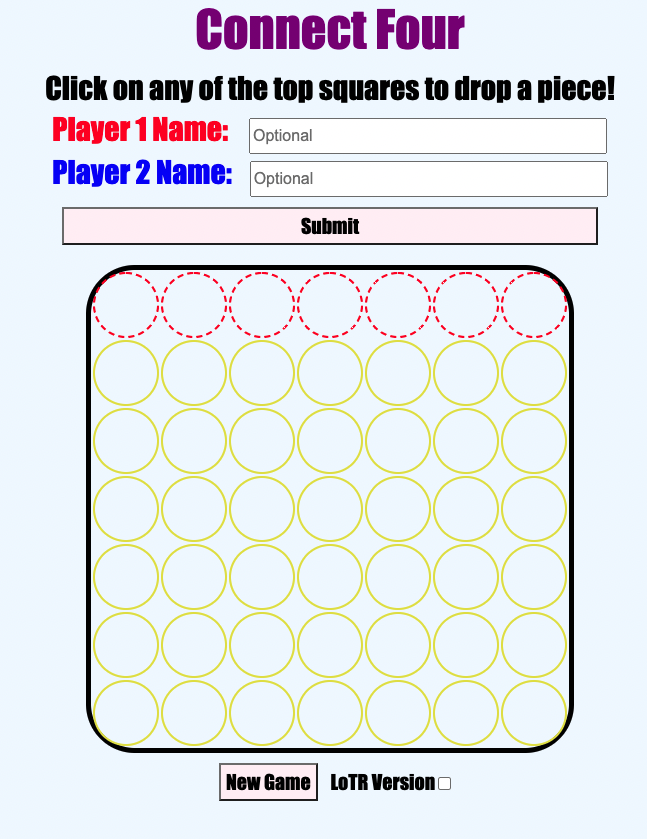 Connect Four
Click on any of the top squares to drop a piece!
Player 1 Name: Optional
Player 2 Name: Optional
Submit
New Game LoTR Version